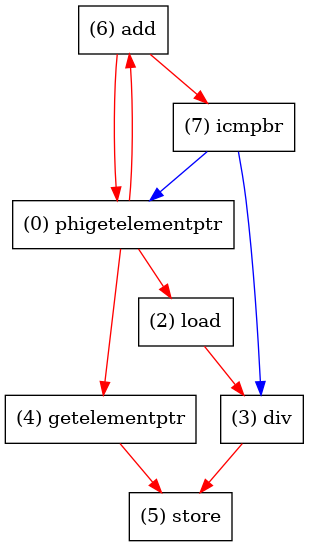 (6) add
(7) icmpbr
(0) phigetelementptr
(2) load
(4) getelementptr
(3) div
(5) store